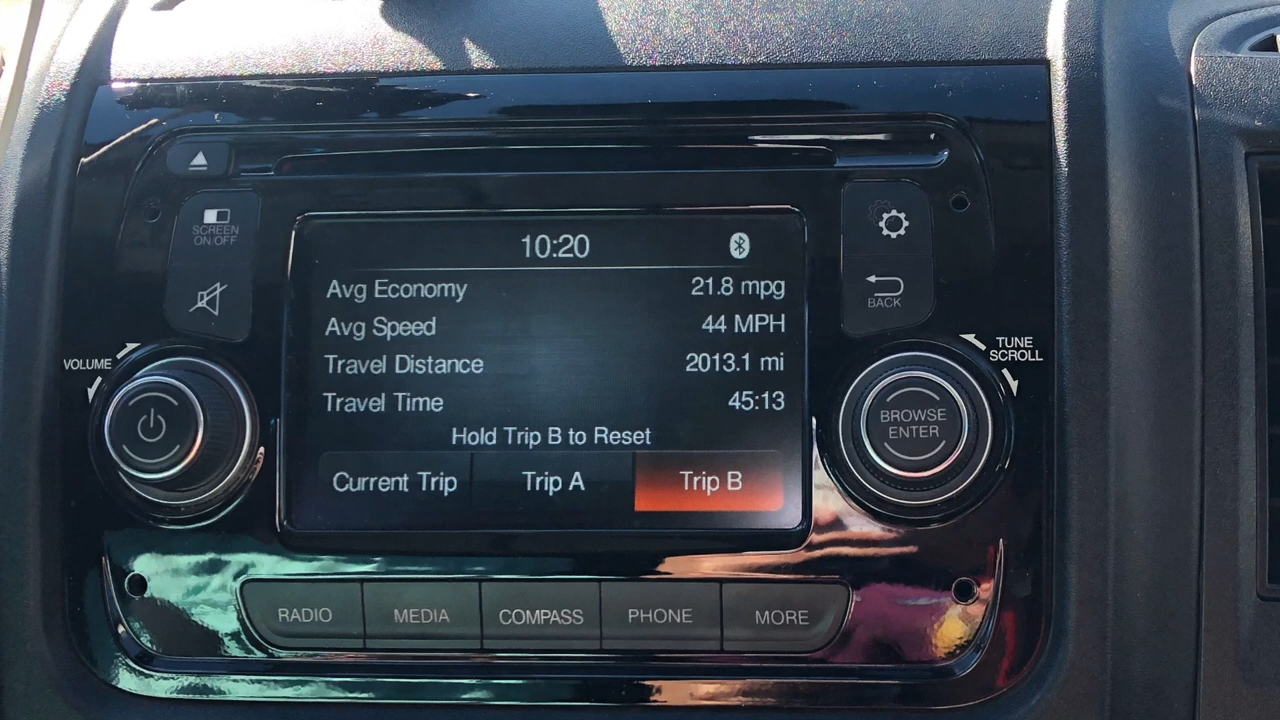 10:20
SCREEN
ON/OFF
Avg Economy 21.8 mpg
Avg Speed 44 MPH
Travel Distance 2013.1 mi
Travel Time 45:13
Hold Trip B to Reset
Current Trip Trip A Trip B
BACK
VOLUME
TUNE
SCROLL
BROWSE
ENTER
RADIO MEDIA COMPASS PHONE MORE